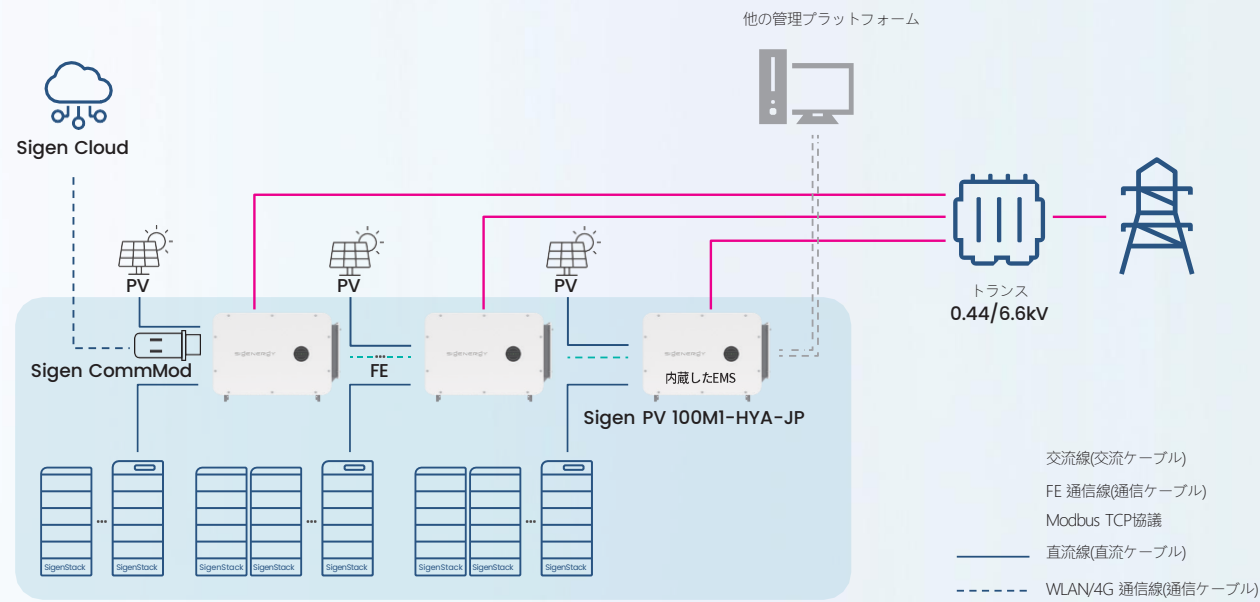 他の管理プラットフォーム
Sigen Cloud
PV
PV
PV
トランス
0.44/6.6kV
SIGENERGY
SIGENERGY
SIGENERGY
内蔵したEMS
Sigen CommMod
FE
Sigen PV 100M1-HYA-JP
交流線(交流ケーブル)
FE 通信線(通信ケーブル)
Modbus TCP協議
直流線(直流ケーブル)
WLAN/4G 通信線(通信ケーブル)
...
...
...
SigenStack
SigenStack
SigenStack
SigenStack
SigenStack
SigenStack
SigenStack
SigenStack